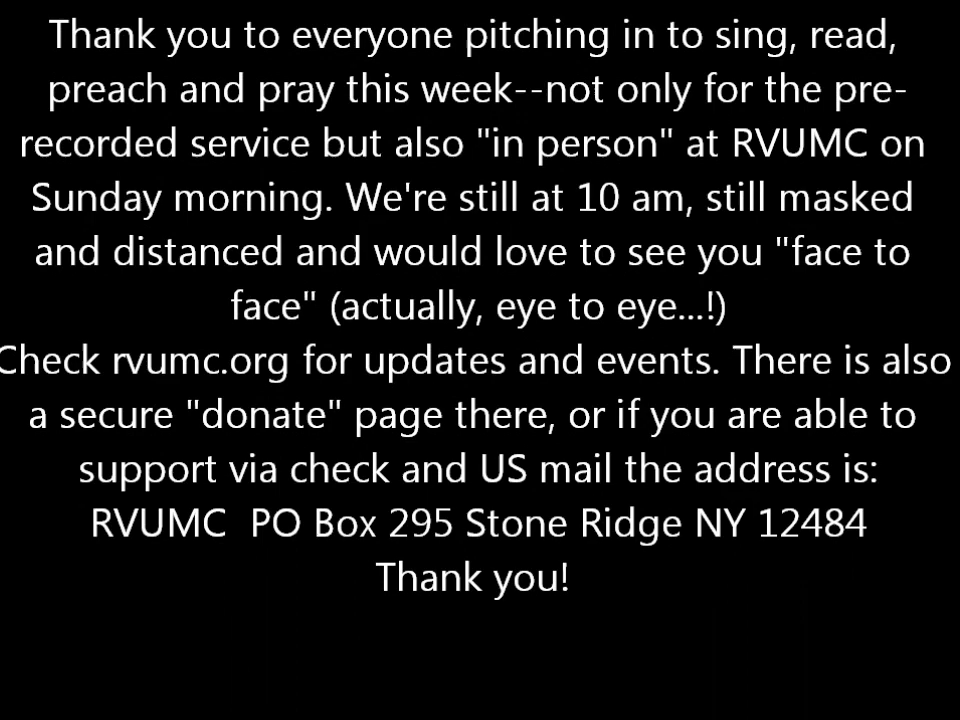 Thank you to everyone pitching in to sing, read,
preach and pray this week--not only for the pre-
recorded service but also "in person" at RVUMC on
Sunday morning. We're still at 10 am, still masked
and distanced and would love to see you "face to
face" (actually, eye to eye...!)
Check rvumc.org for updates and events. There is also
a secure "donate" page there, or if you are able to
support via check and US mail the address is:
RVUMC  PO Box 295 Stone Ridge NY 12484
Thank you!